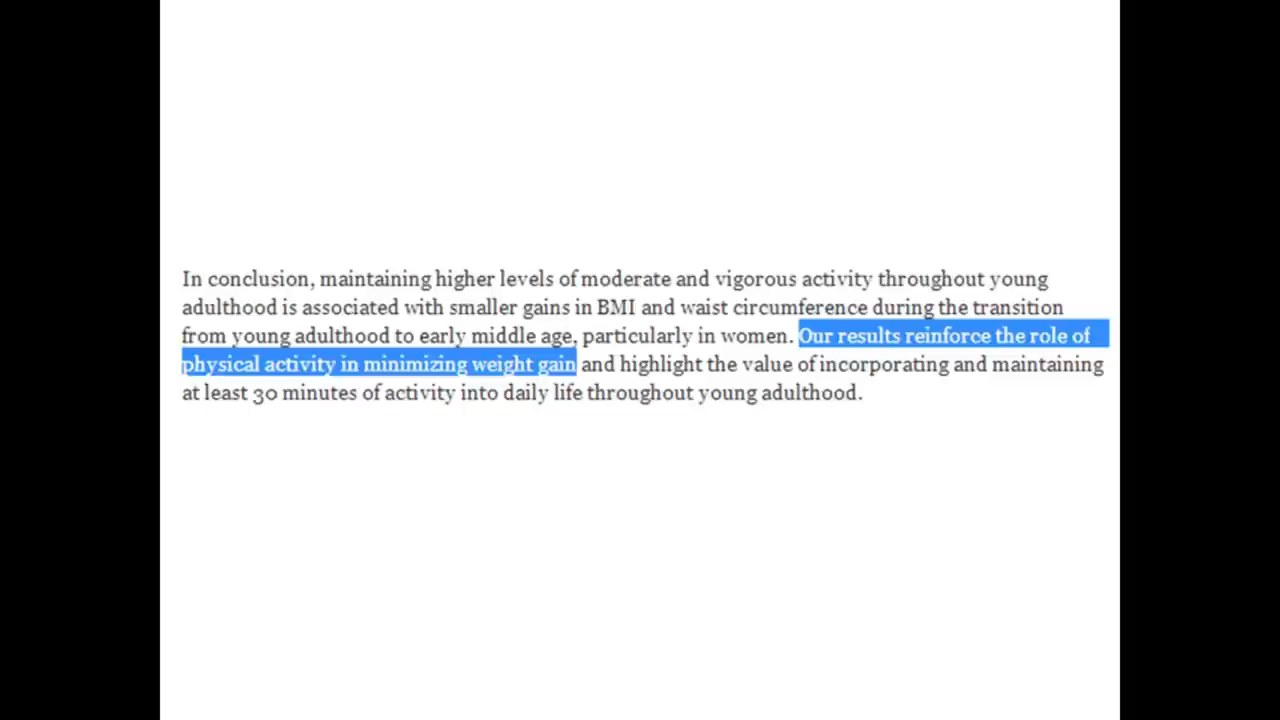 In conclusion, maintaining higher levels of moderate and vigorous activity throughout young
adulthood is associated with smaller gains in BMI and waist circumference during the transition
from young adulthood to early middle age, particularly in women. Our results reinforce the role of
physical activity in minimizing weight gain and highlight the value of incorporating and maintaining
at least 30 minutes of activity into daily life throughout young adulthood.